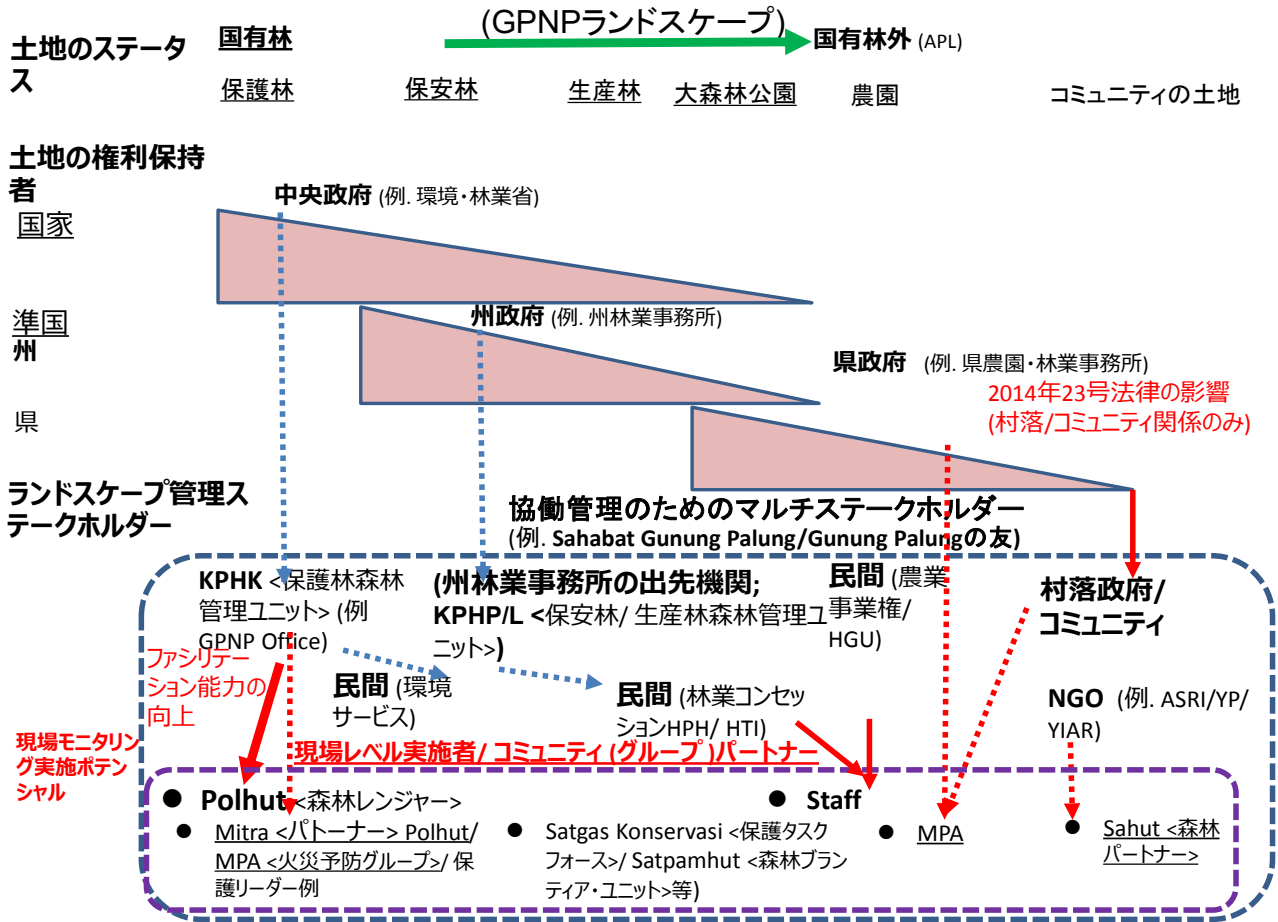 (GPNPランドスケープ)
土地のステータ
ス
国有林
国有林外 (APL)
保護林
保安林
生産林
大森林公園
農園
コミュニティの土地
土地の権利保持
者
中央政府 (例. 環境・林業省)
国家
準国
州
州政府 (例. 州林業事務所)
県政府 (例. 県農園・林業事務所)
2014年23号法律の影響
(村落/コミュニティ関係のみ)
県
ランドスケープ管理ス
テークホルダー
協働管理のためのマルチステークホルダー
(例. Sahabat Gunung Palung/Gunung Palungの友)
KPHK <保護林森林
管理ユニット> (例
GPNP Office)
(州林業事務所の出先機関;
KPHP/L <保安林/ 生産林森林管理ユ
ニット>)
民間 (農業
事業権/
HGU)
村落政府/
コミュニティ
ファシリテー
ション能力の
向上
民間 (環境
サービス)
民間 (林業コンセッ
ションHPH/ HTI)
NGO (例. ASRI/YP/
YIAR)
現場モニタリン
グ実施ポテン
シャル
現場レベル実施者/ コミュニティ (グループ )パートナー
● Polhut <森林レンジャー>
● Mitra <パトーナー> Polhut/
MPA <火災予防グループ>/ 保
護リーダー例
● Staff
● Satgas Konservasi <保護タスク
フォース>/ Satpamhut <森林ブラン
ティア・ユニット>等)
● MPA
● Sahut <森林
パートナー>